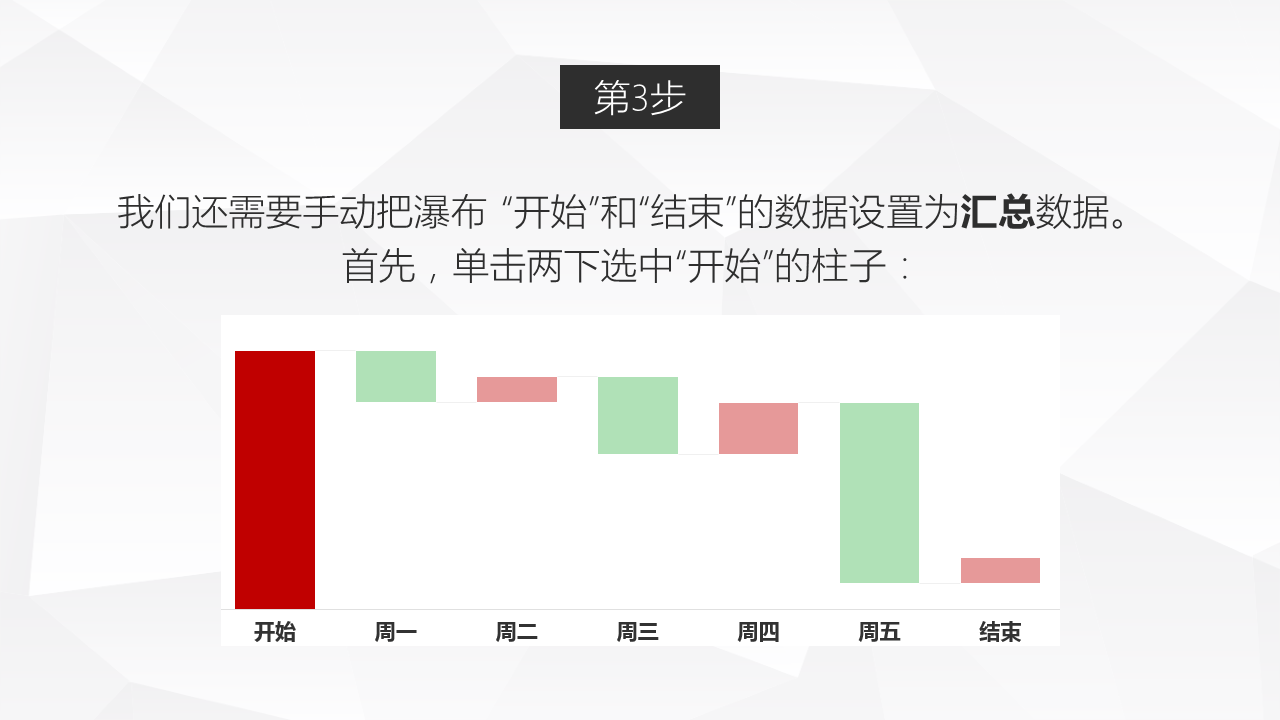 第3步
我们还需要手动把瀑布 “开始”和“结束”的数据设置为汇总数据。
首先，单击两下选中“开始”的柱子：
开始 周一 周二 周三 周四 周五 结束